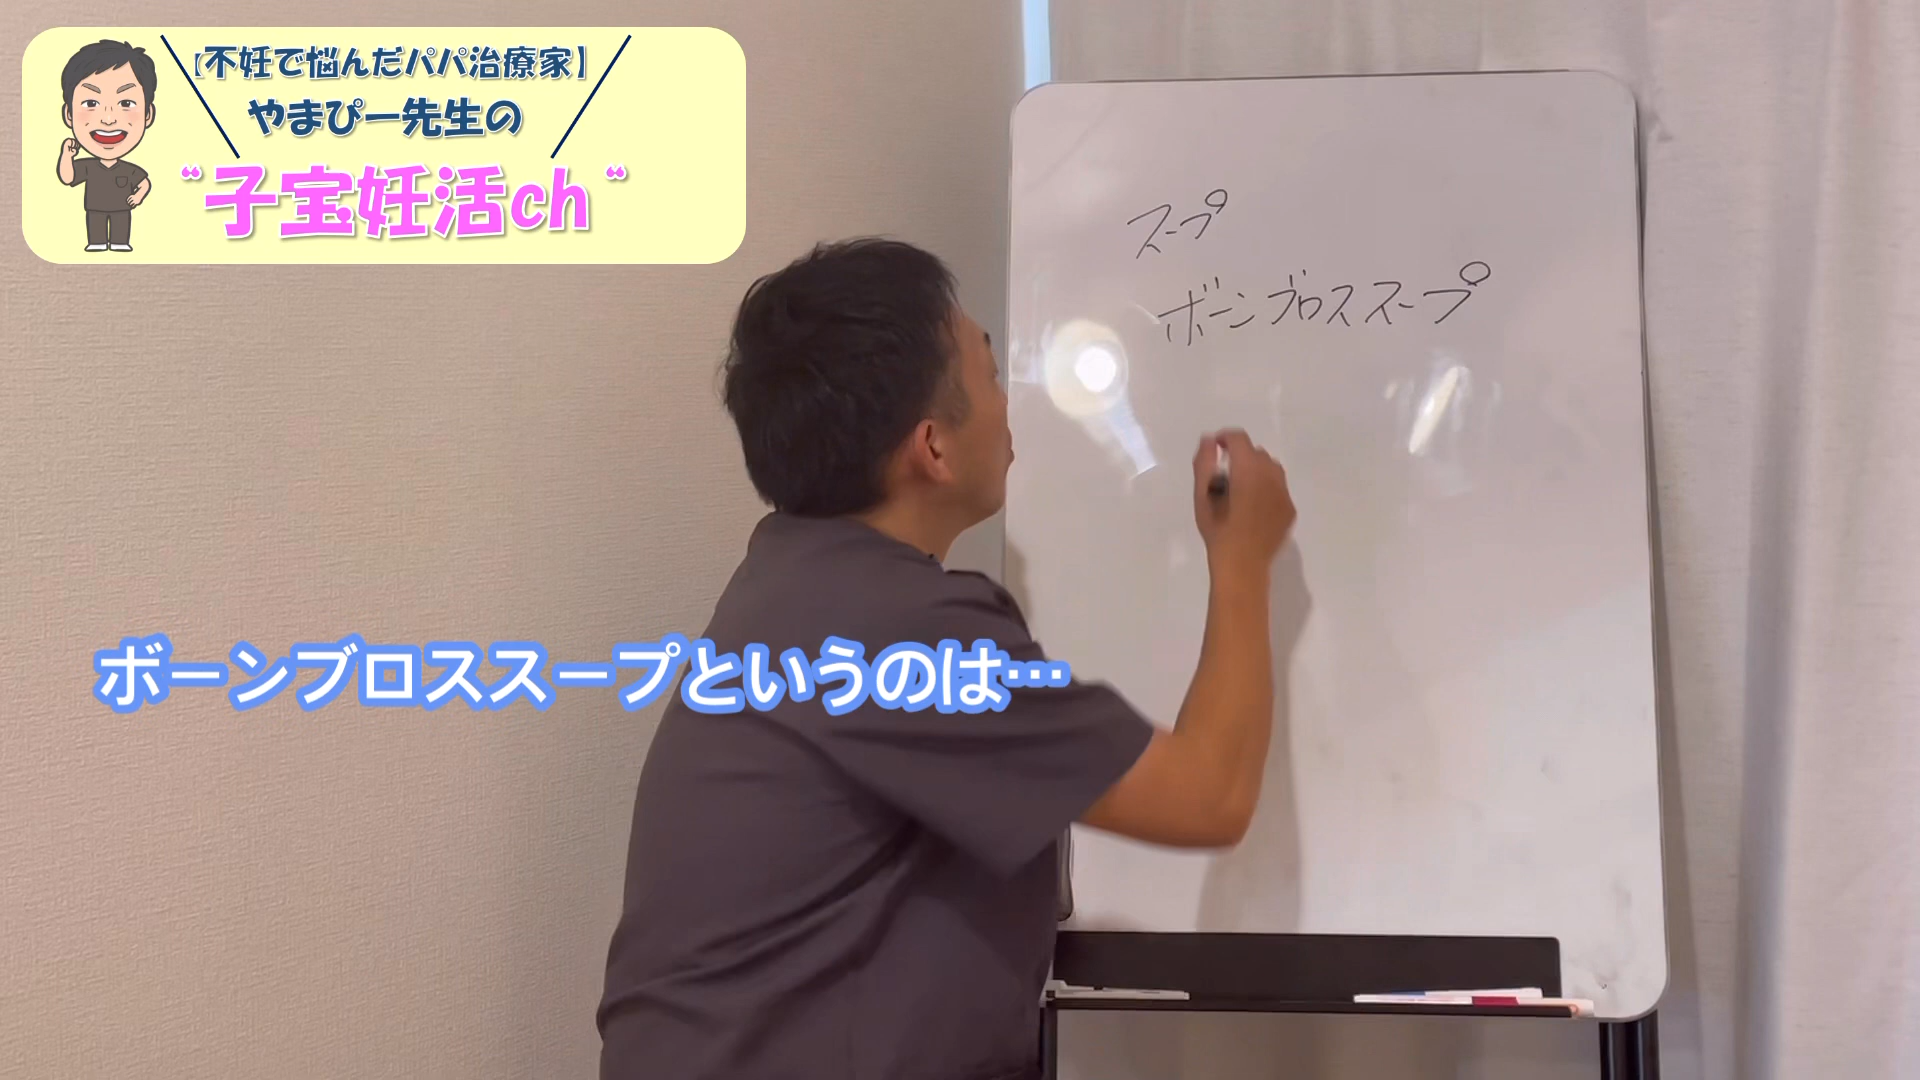 【不妊で悩んだパパ治療家】
やまぴー先生の
“子宝妊活ch“
スープ
ボーンブロススープ
ボーンブロススープというのは…